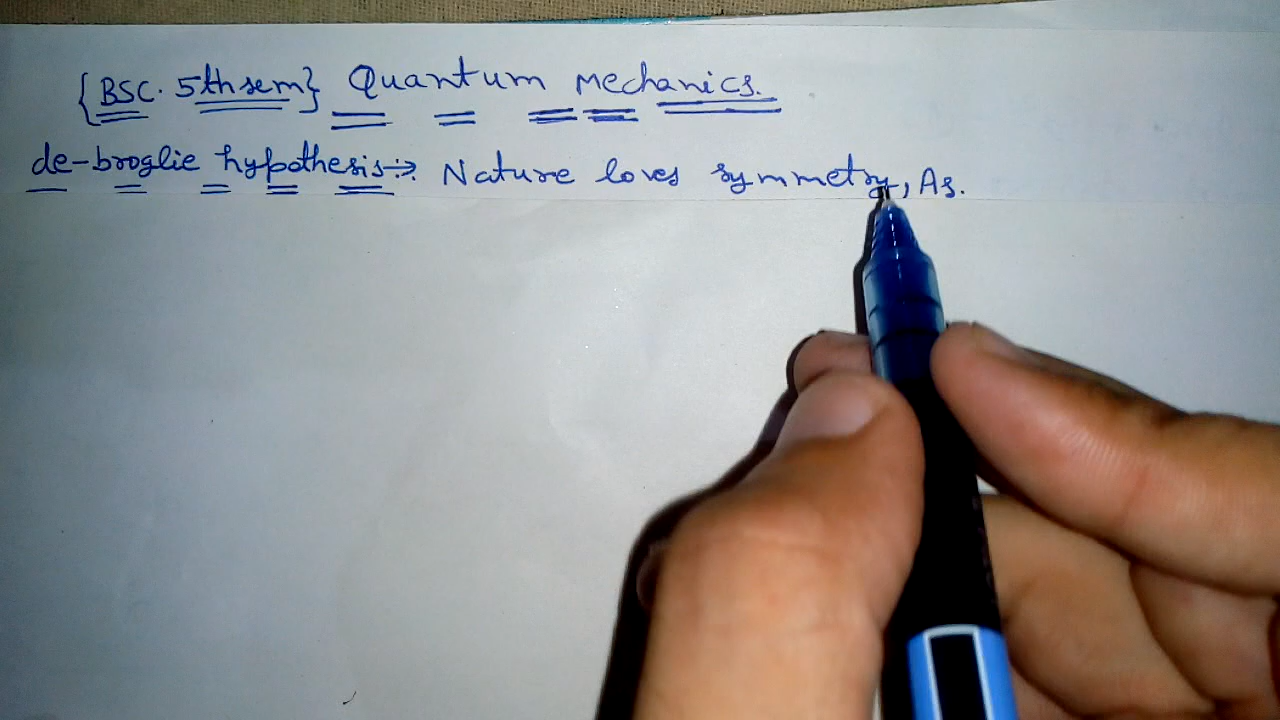 {BSC. 5th sem} Quantum Mechanics.
de-broglie hypothesis:→. Nature loves symmetry, As.